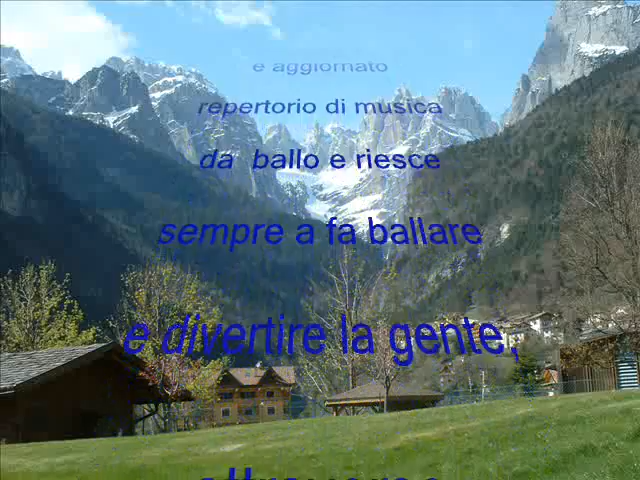 e aggiornato
repertorio di musica
da ballo e riesce
sempre a fa ballare
e divertire la gente,